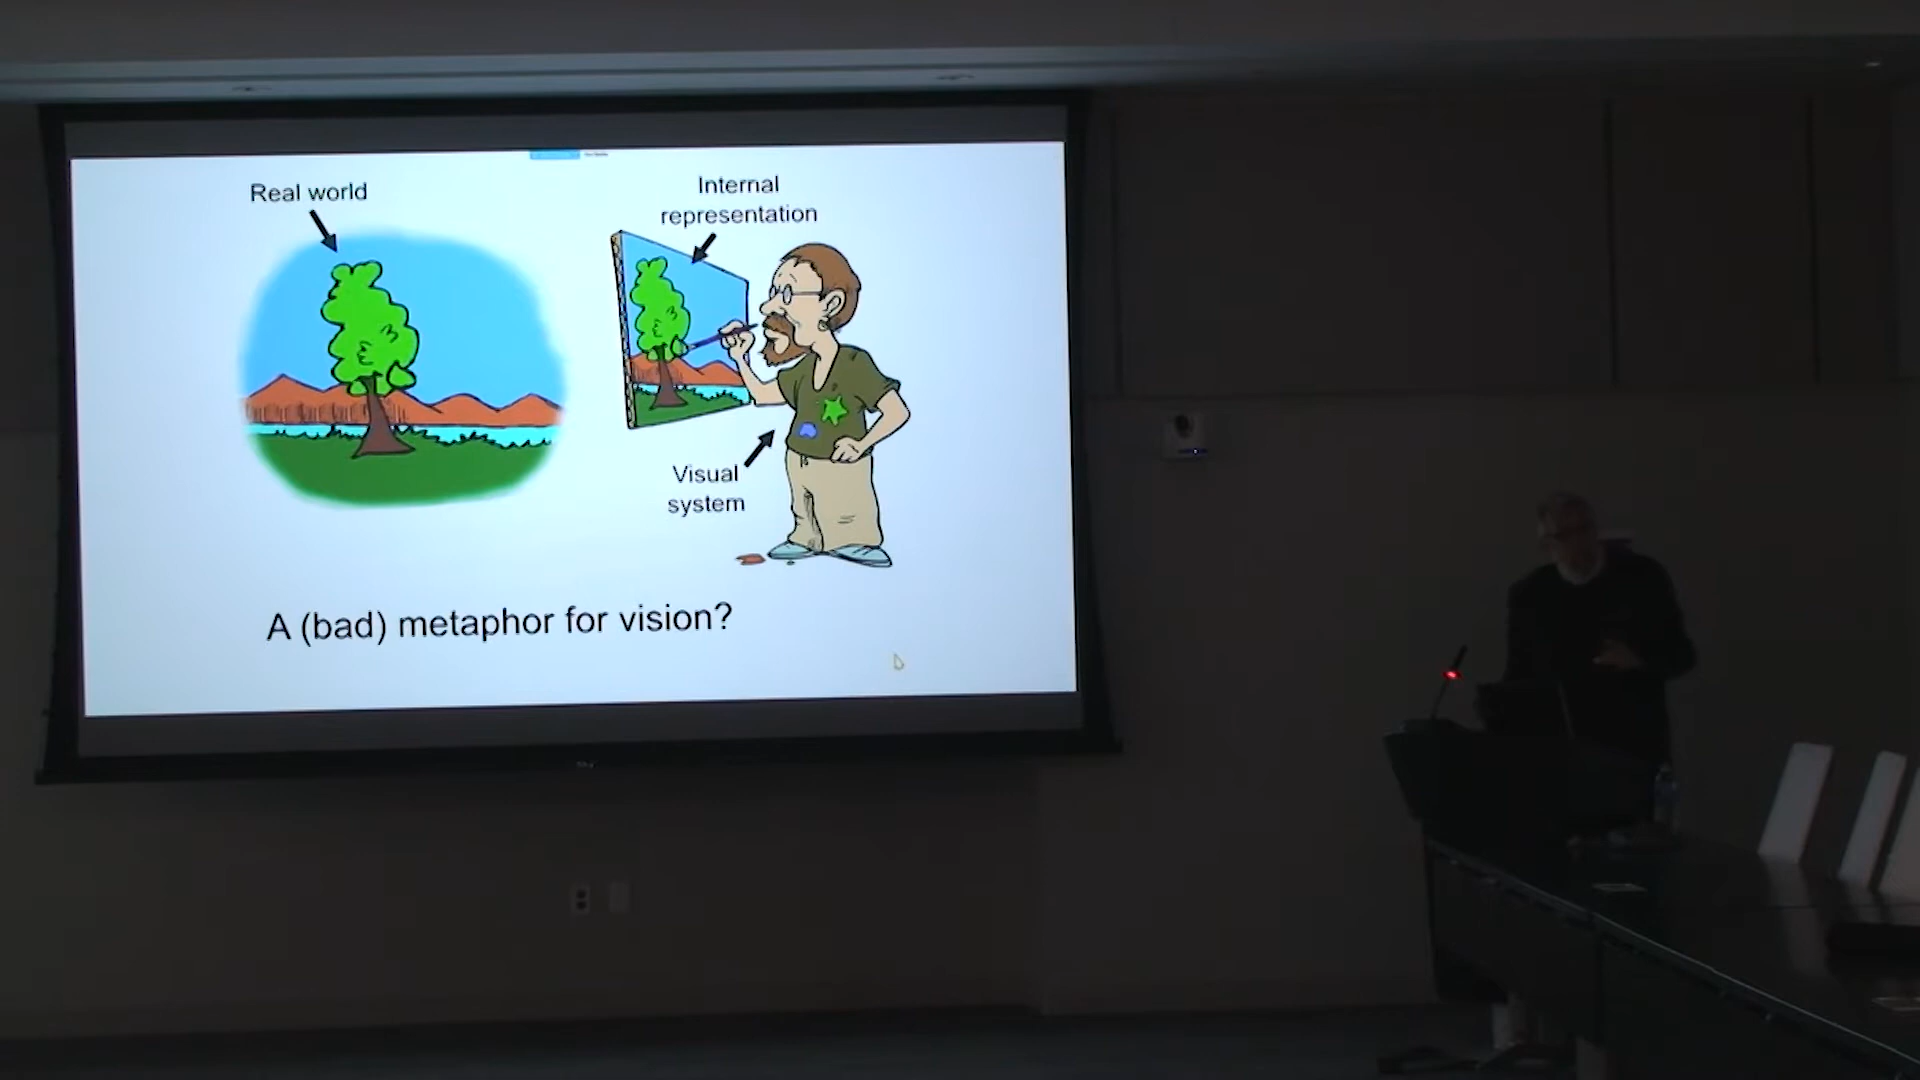 Real world
Internal
representation
Visual
system
A (bad) metaphor for vision?